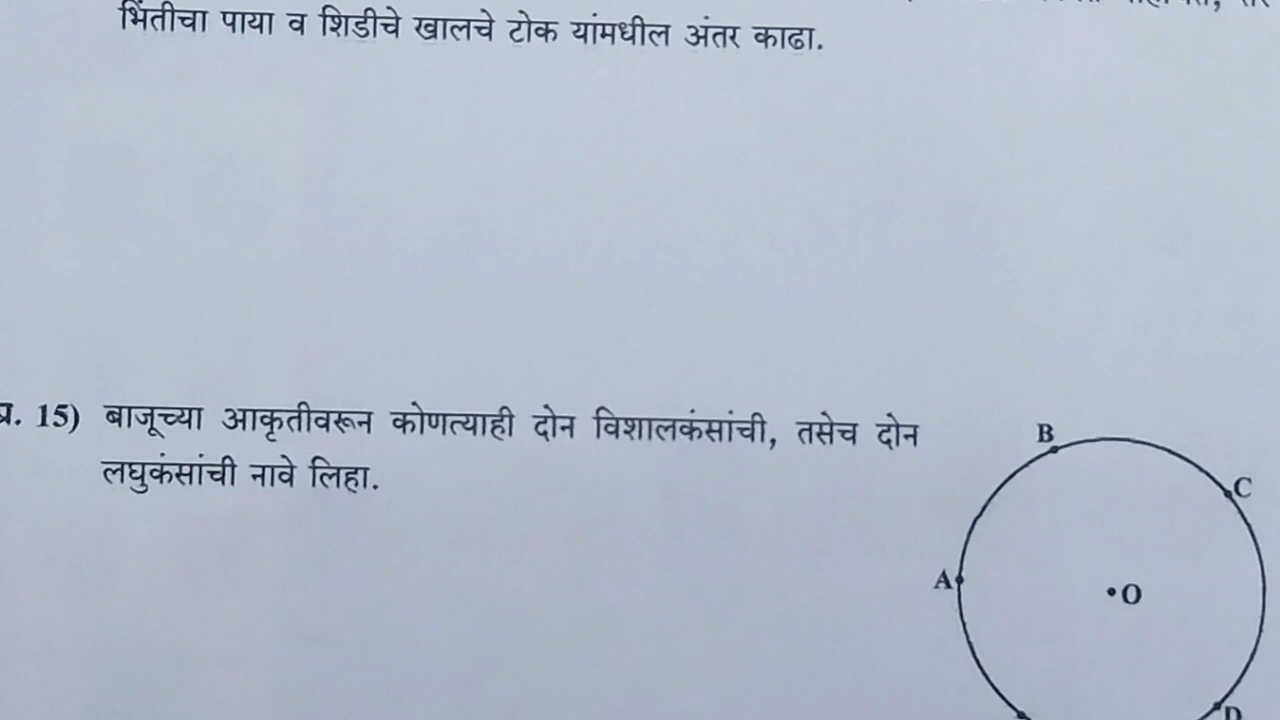 भिंतीचा पाया व शिडीचे खालचे टोक यांमधील अंतर काढा.
प्र. 15) बाजूच्या आकृतीवरून कोणत्याही दोन विशालकंसांची, तसेच दोन
लघुकंसांची नावे लिहा.
B
C
A
O
D